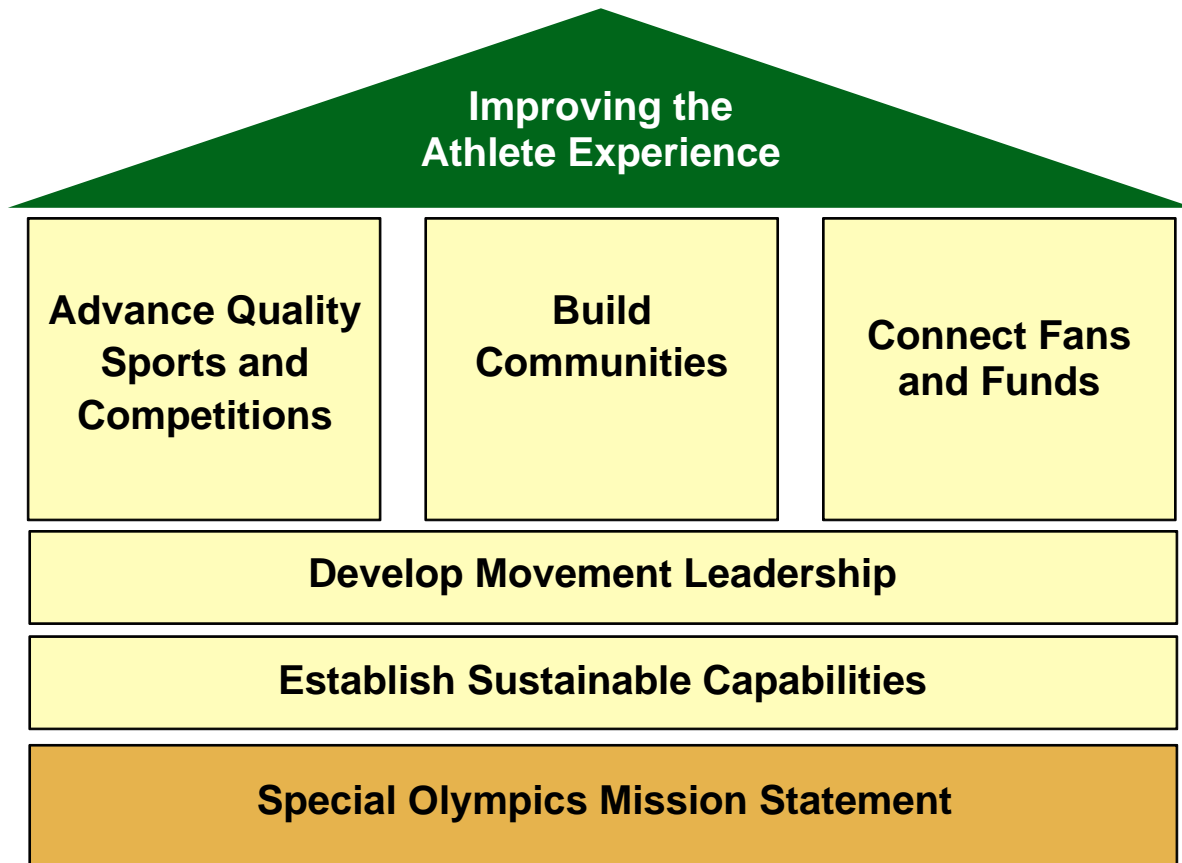 Improving the
Athlete Experience
Advance Quality
Sports and
Competitions
Build
Communities
Connect Fans
and Funds
Develop Movement Leadership
Establish Sustainable Capabilities
Special Olympics Mission Statement